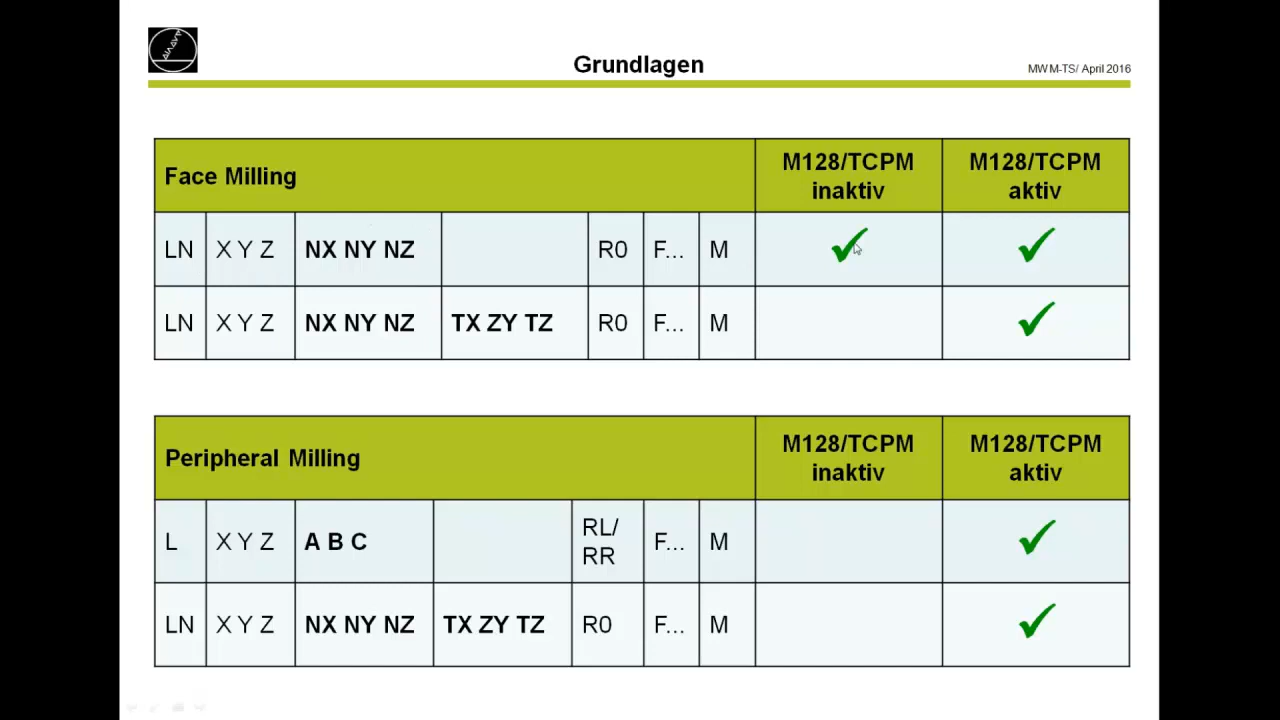 Grundlagen
MWM-TS/ April 2016
Face Milling
M128/TCPM
inaktiv
M128/TCPM
aktiv
LN X Y Z NX NY NZ R0 F... M
LN X Y Z NX NY NZ TX ZY TZ R0 F... M
Peripheral Milling
M128/TCPM
inaktiv
M128/TCPM
aktiv
L X Y Z A B C RL/
RR F... M
LN X Y Z NX NY NZ TX ZY TZ R0 F... M